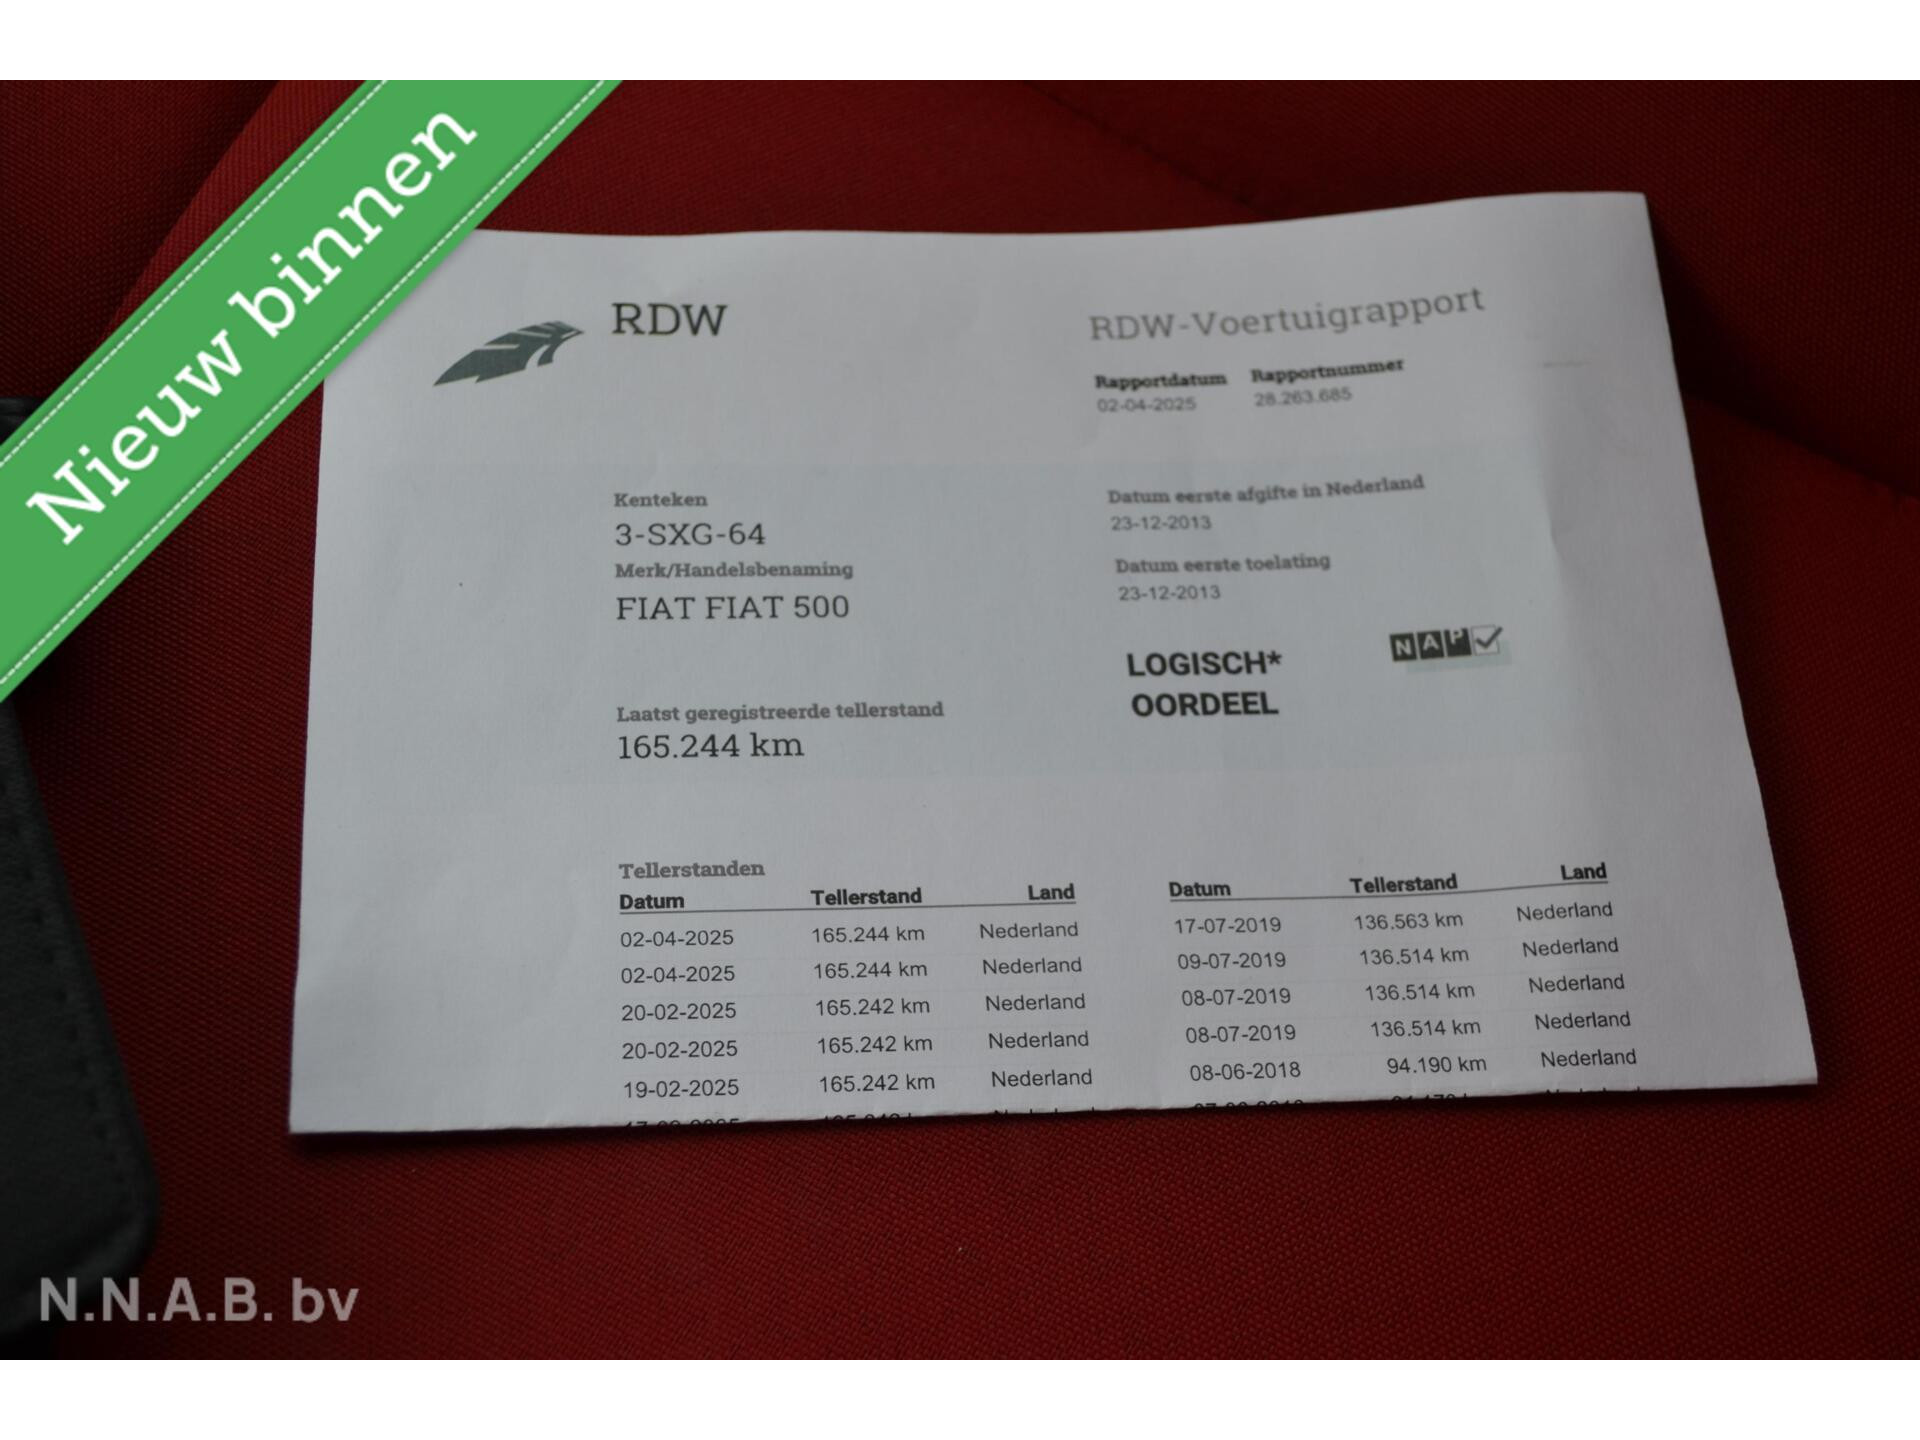 Nieuw binnen
RDW
RDW-Voertuigrapport
Rapportdatum Rapportnummer
02-04-2025 28.263.685
Kenteken
3-SXG-64
Merk/Handelsbenaming
FIAT FIAT 500
Datum eerste afgifte in Nederland
23-12-2013
Datum eerste toelating
23-12-2013
LOGISCH*
OORDEEL
NAP
Laatst geregistreerde tellerstand
165.244 km
Tellerstanden
Datum Tellerstand Land
02-04-2025 165.244 km Nederland
02-04-2025 165.244 km Nederland
20-02-2025 165.242 km Nederland
20-02-2025 165.242 km Nederland
19-02-2025 165.242 km Nederland
Datum Tellerstand Land
17-07-2019 136.563 km Nederland
09-07-2019 136.514 km Nederland
08-07-2019 136.514 km Nederland
08-07-2019 136.514 km Nederland
08-06-2018 94.190 km Nederland
N.N.A.B. bv